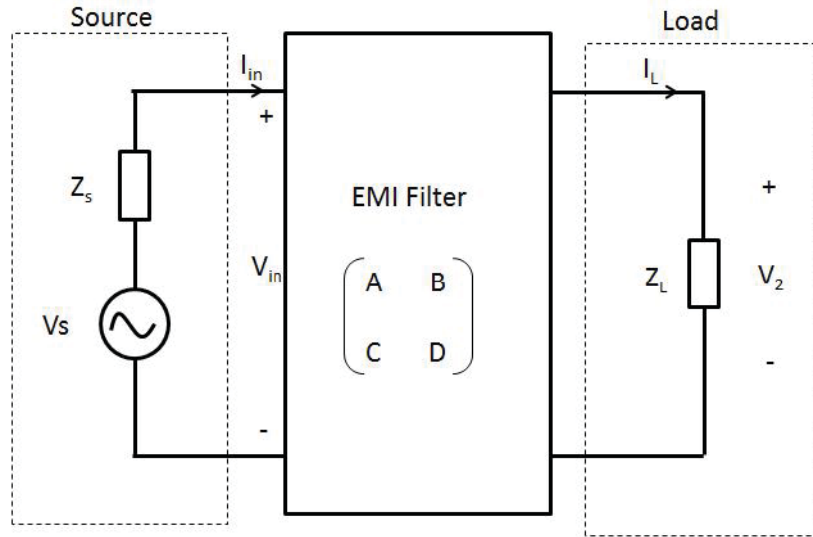 Source
Load
I_in
I_L
+
Z_s
EMI Filter
+
V_in
A B
Z_L
V_2
Vs
C D
-
-